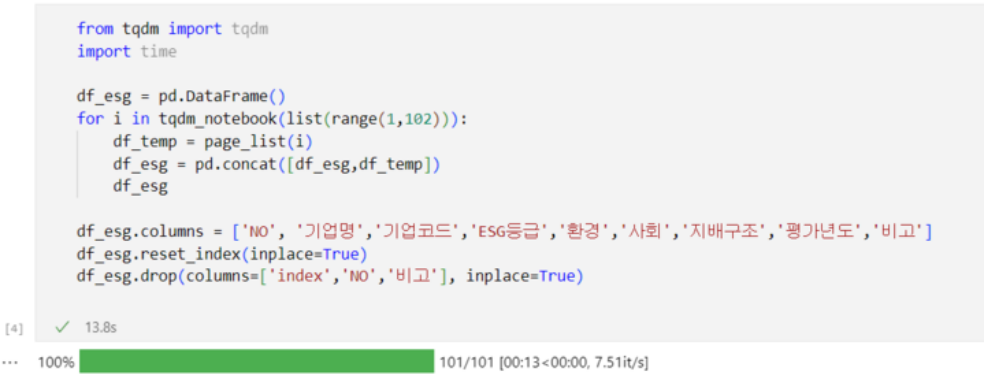 from tqdm import tqdm
import time
df_esg = pd.DataFrame()
for i in tqdm_notebook(list(range(1,102))):
    df_temp = page_list(i)
    df_esg = pd.concat([df_esg,df_temp])
    df_esg
df_esg.columns = ['NO', '기업명','기업코드','ESG등급','환경','사회','지배구조','평가년도','비고']
df_esg.reset_index(inplace=True)
df_esg.drop(columns=['index','NO','비고'], inplace=True)
[4] ✓ 13.8s
... 100% 101/101 [00:13<00:00, 7.51it/s]